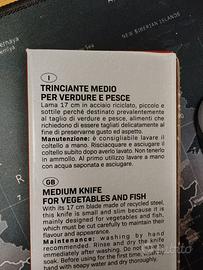 NEW SIBERIAN ISLANDS
I
TRINCIANTE MEDIO
PER VERDURE E PESCE
Lama 17 cm in acciaio riciclato, piccolo e
sottile perché destinato prevalentemente
al taglio di verdure e pesce, alimenti che
richiedono di essere tagliati delicatamente al
fine di preservarne gusto ed aspetto.
Manutenzione: è consigliabile lavare il
coltello a mano. Risciacquare e asciugare il
coltello subito dopo averlo lavato. Non tenerlo
in ammollo. Al primo utilizzo lavare a mano
con acqua saponata e asciugare.
GB
MEDIUM KNIFE
FOR VEGETABLES AND FISH
With its 17 cm blade made of recycled steel,
this knife is small and slim because it is
mainly designed for vegetables and fish,
which must be cut carefully to maintain their
flavour and appearance.
Maintenance: washing by hand
recommended. Rinse and dry the knife
immediately after washing. Do not
soak. Before using for the first time,
hand with soapy water and dry thoroughly.